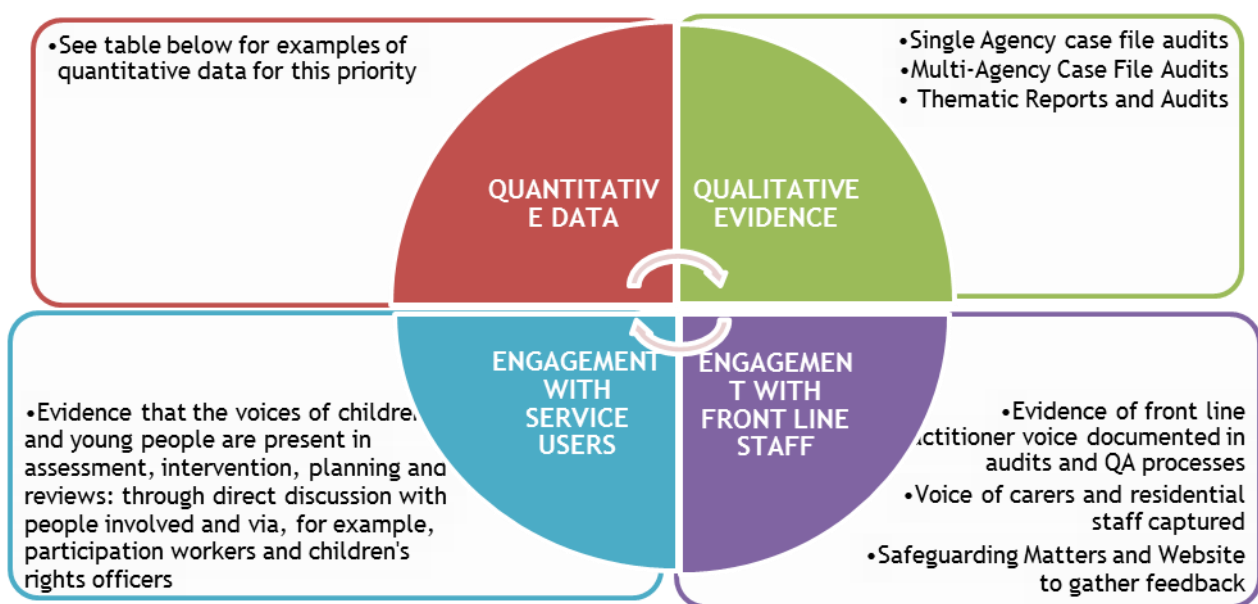 •See table below for examples of
quantitative data for this priority
•Single Agency case file audits
•Multi-Agency Case File Audits
• Thematic Reports and Audits
QUANTITATIV
E DATA
QUALITATIVE
EVIDENCE
ENGAGEMENT
WITH
SERVICE
USERS
ENGAGEMEN
T WITH
FRONT LINE
STAFF
•Evidence that the voices of children
and young people are present in
assessment, intervention, planning and
reviews: through direct discussion with
people involved and via, for example,
participation workers and children's
rights officers
•Evidence of front line
actitioner voice documented in
audits and QA processes
•Voice of carers and residential
staff captured
•Safeguarding Matters and Website
to gather feedback